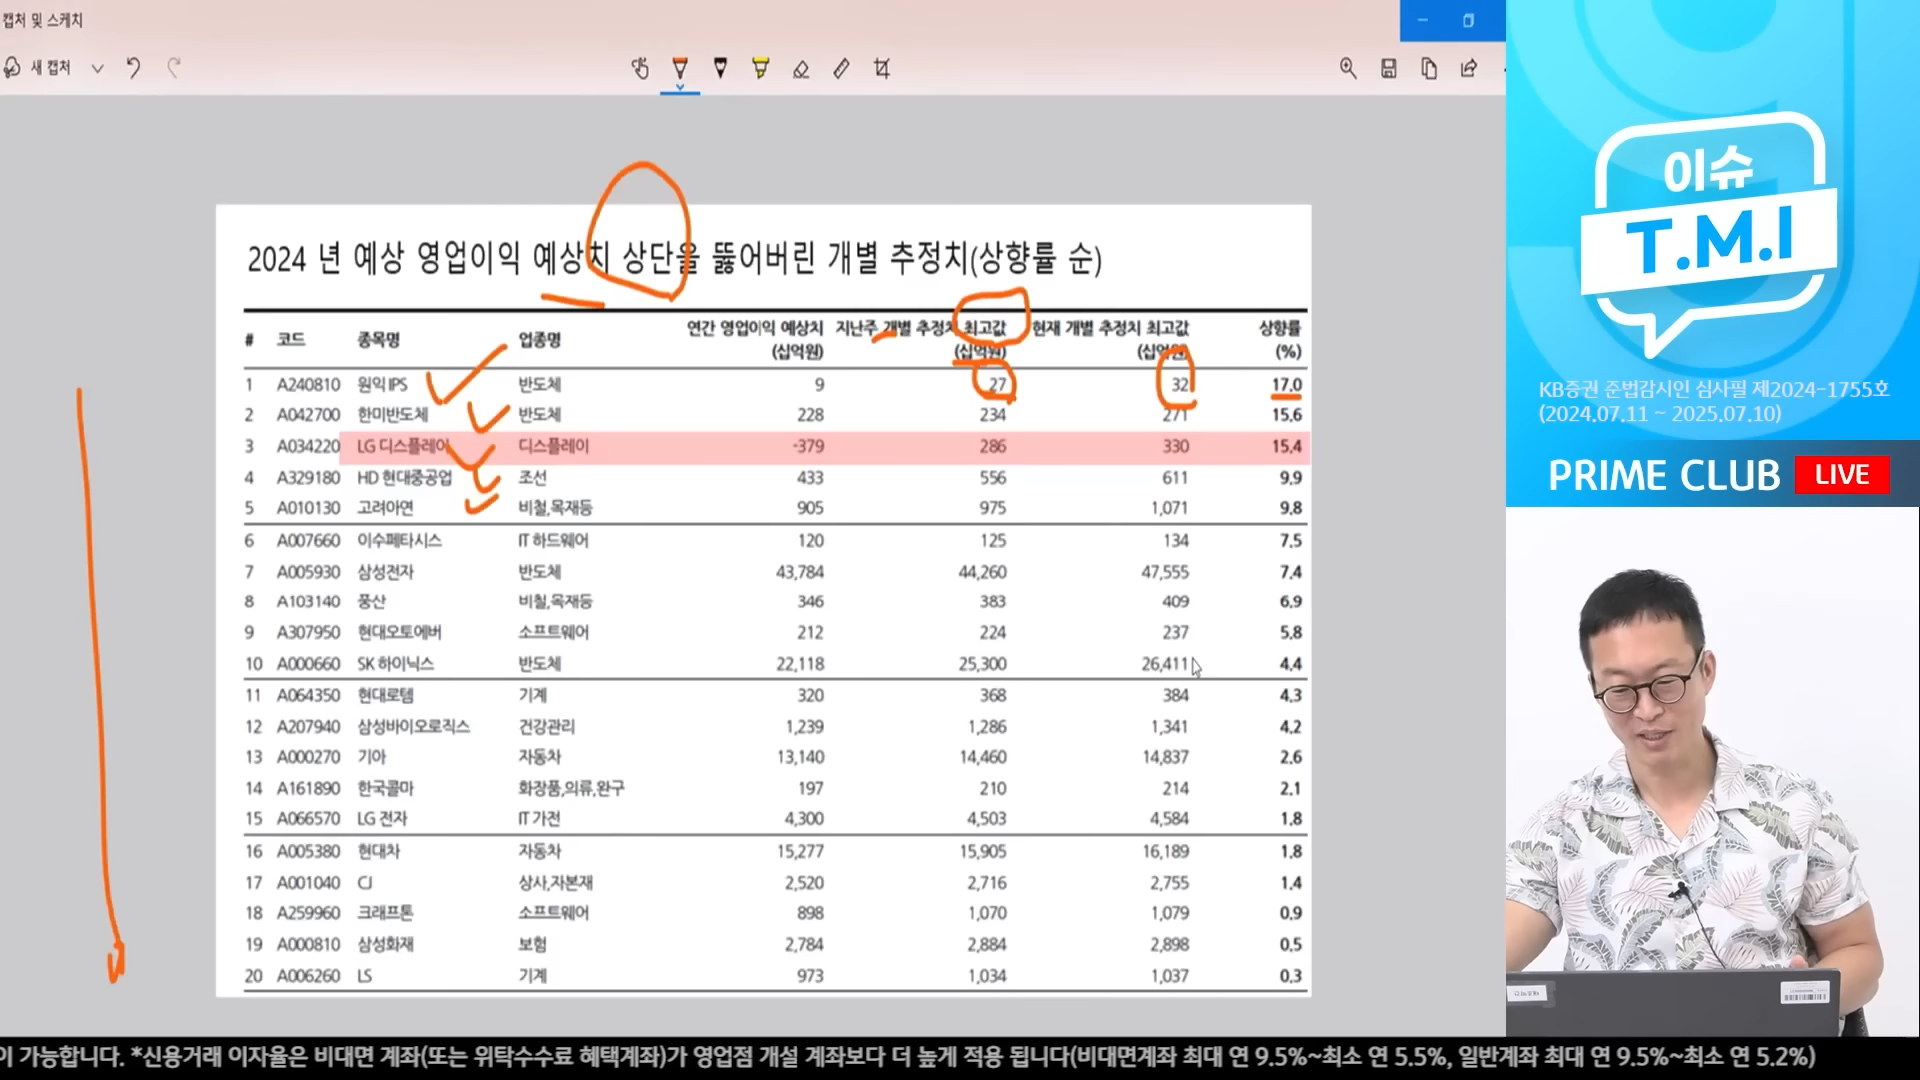 캡처 및 스케치
새 캡처
2024 년 예상 영업이익 예상치 상단을 뚫어버린 개별 추정치(상향률 순)
# 코드 종목명 업종명 연간 영업이익 예상치 (십억원) 지난주 개별 추정치 최고값 (십억원) 현재 개별 추정치 최고값 (십억원) 상향률 (%)
1 A240810 원익 IPS 반도체 9 27 32 17.0
2 A042700 한미반도체 반도체 228 234 271 15.6
3 A034220 LG 디스플레이 디스플레이 -379 286 330 15.4
4 A329180 HD 현대중공업 조선 433 556 611 9.9
5 A010130 고려아연 비철,목재등 905 975 1,071 9.8
6 A007660 이수페타시스 IT 하드웨어 120 125 134 7.5
7 A005930 삼성전자 반도체 43,784 44,260 47,555 7.4
8 A103140 풍산 비철,목재등 346 383 409 6.9
9 A307950 현대오토에버 소프트웨어 212 224 237 5.8
10 A000660 SK 하이닉스 반도체 22,118 25,300 26,411 4.4
11 A064350 현대로템 기계 320 368 384 4.3
12 A207940 삼성바이오로직스 건강관리 1,239 1,286 1,341 4.2
13 A000270 기아 자동차 13,140 14,460 14,837 2.6
14 A161890 한국콜마 화장품,의류,완구 197 210 214 2.1
15 A066570 LG 전자 IT 가전 4,300 4,503 4,584 1.8
16 A005380 현대차 자동차 15,277 15,905 16,189 1.8
17 A001040 CJ 상사,자본재 2,520 2,716 2,755 1.4
18 A259960 크래프톤 소프트웨어 898 1,070 1,079 0.9
19 A000810 삼성화재 보험 2,784 2,884 2,898 0.5
20 A006260 LS 기계 973 1,034 1,037 0.3
이슈
T.M.I
KB증권 준법감시인 심사필 제2024-1755호
(2024.07.11 ~ 2025.07.10)
PRIME CLUB LIVE
이 가능합니다. *신용거래 이자율은 비대면 계좌(또는 위탁수수료 혜택계좌)가 영업점 개설 계좌보다 더 높게 적용 됩니다(비대면계좌 최대 연 9.5%~최소 연 5.5%, 일반계좌 최대 연 9.5%~최소 연 5.2%)